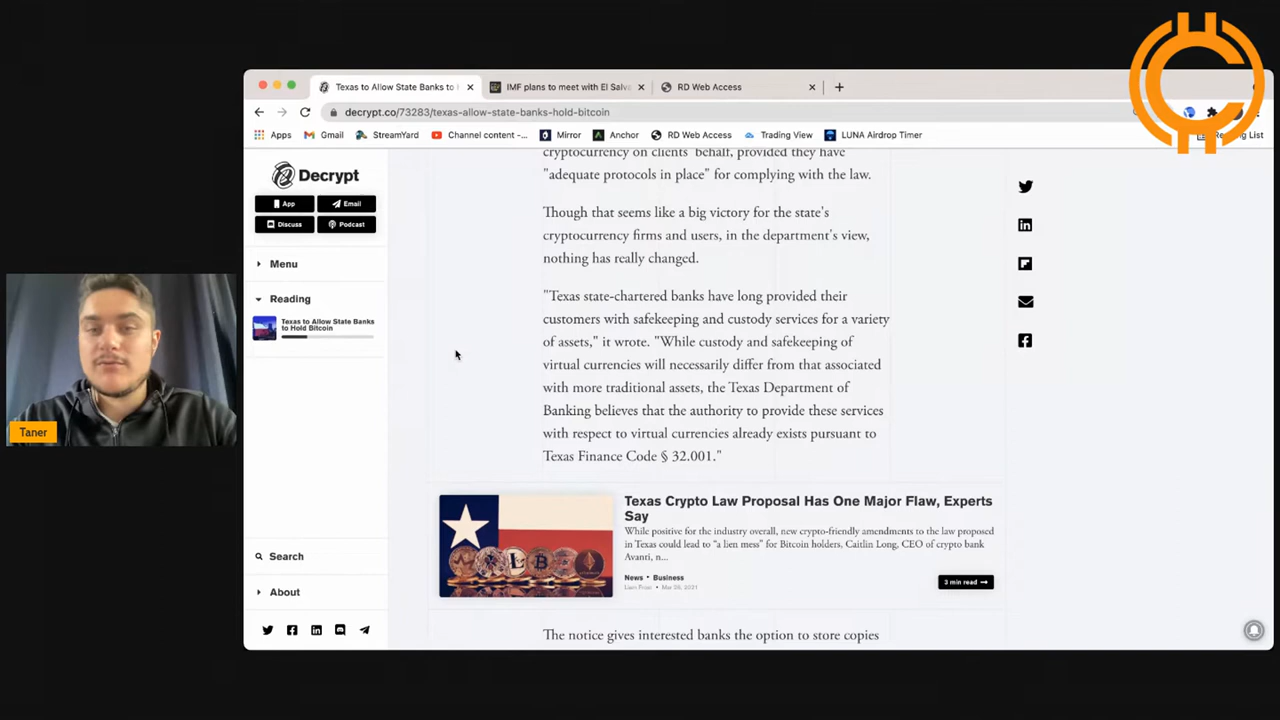 Texas to Allow State Banks to
IMF plans to meet with El Salva
RD Web Access
decrypt.co/73283/texas-allow-state-banks-hold-bitcoin
Apps
Gmail
StreamYard
Channel content -...
Mirror
Anchor
RD Web Access
Trading View
LUNA Airdrop Timer
List
Decrypt
App
Email
Discuss
Podcast
Menu
Reading
Texas to Allow State Banks
to Hold Bitcoin
Search
About
cryptocurrency on clients' behalf, provided they have
"adequate protocols in place" for complying with the law.
Though that seems like a big victory for the state's
cryptocurrency firms and users, in the department's view,
nothing has really changed.
"Texas state-chartered banks have long provided their
customers with safekeeping and custody services for a variety
of assets," it wrote. "While custody and safekeeping of
virtual currencies will necessarily differ from that associated
with more traditional assets, the Texas Department of
Banking believes that the authority to provide these services
with respect to virtual currencies already exists pursuant to
Texas Finance Code § 32.001."
Texas Crypto Law Proposal Has One Major Flaw, Experts
Say
While positive for the industry overall, new crypto-friendly amendments to the law proposed
in Texas could lead to "a lien mess" for Bitcoin holders, Caitlin Long, CEO of crypto bank
Avanti, n...
News • Business
2021
3 min read
The notice gives interested banks the option to store copies
Taner